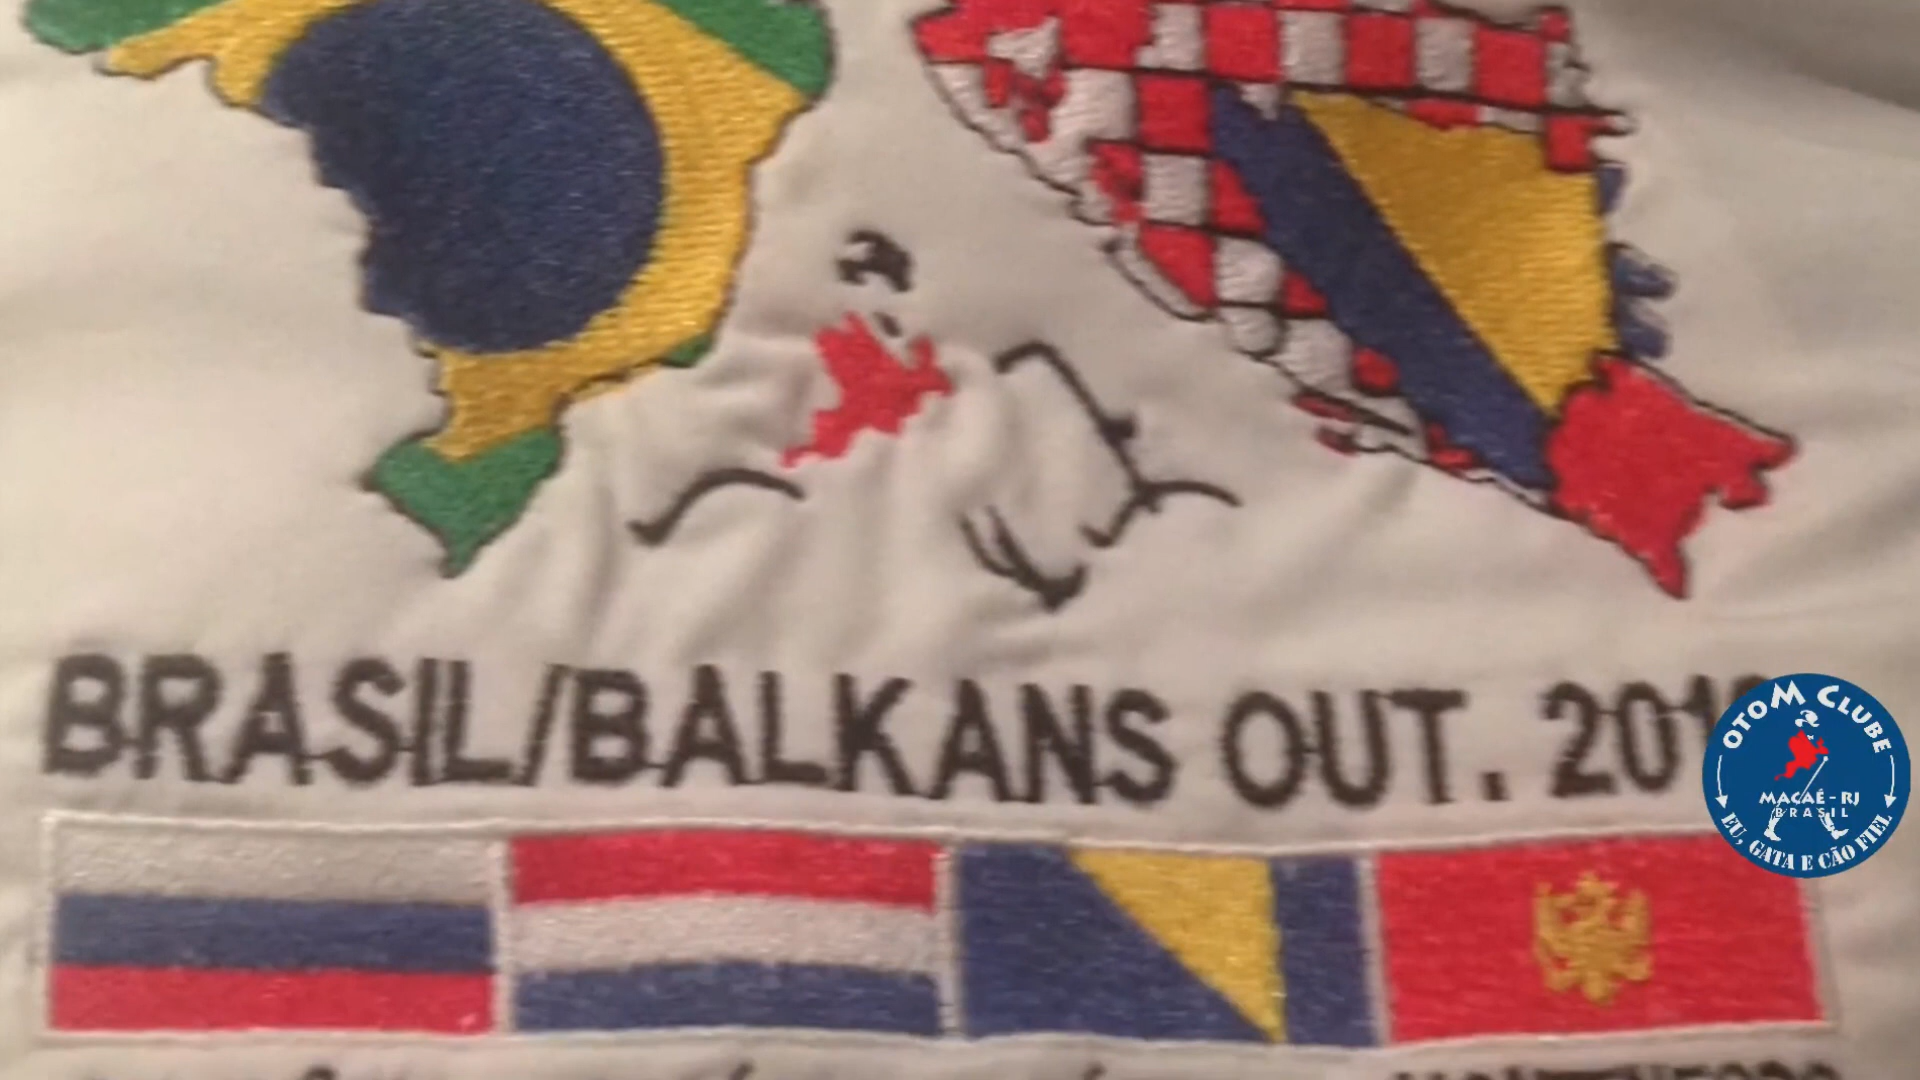 BRASIL/BALKANS OUT. 201
OTOM CLUBE
MACAÉ-RJ
BRASIL
EU, GATA E CÃO FIEL